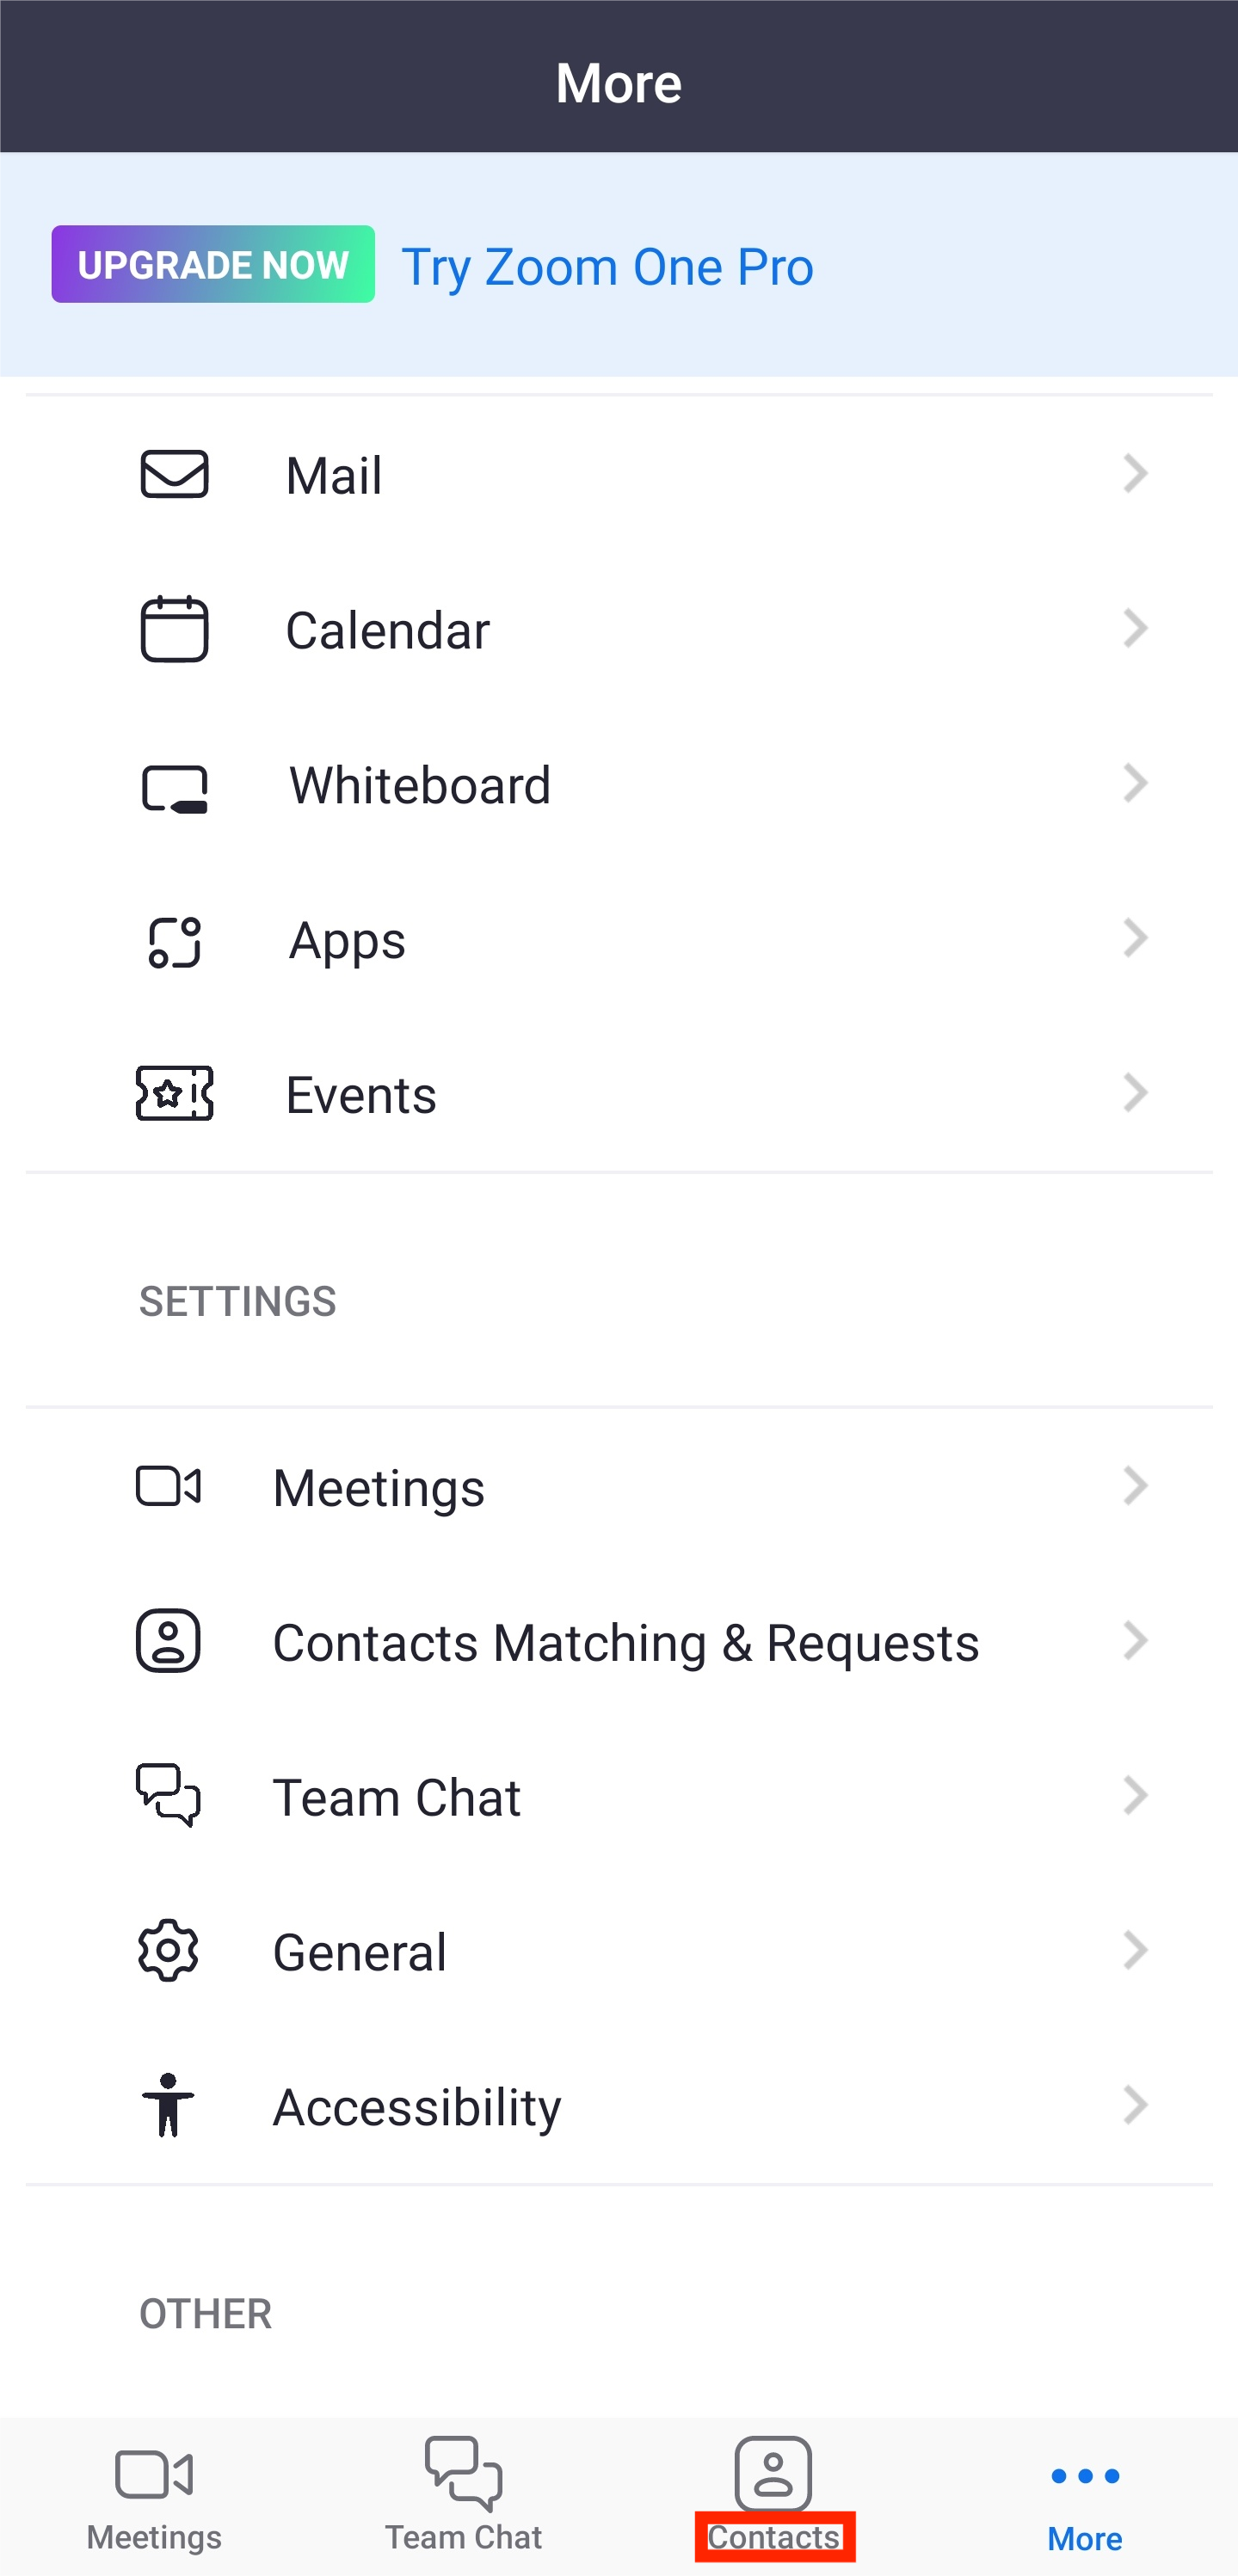 More
UPGRADE NOW Try Zoom One Pro
Mail
Calendar
Whiteboard
Apps
Events
SETTINGS
Meetings
Contacts Matching & Requests
Team Chat
General
Accessibility
OTHER
Meetings Team Chat Contacts More